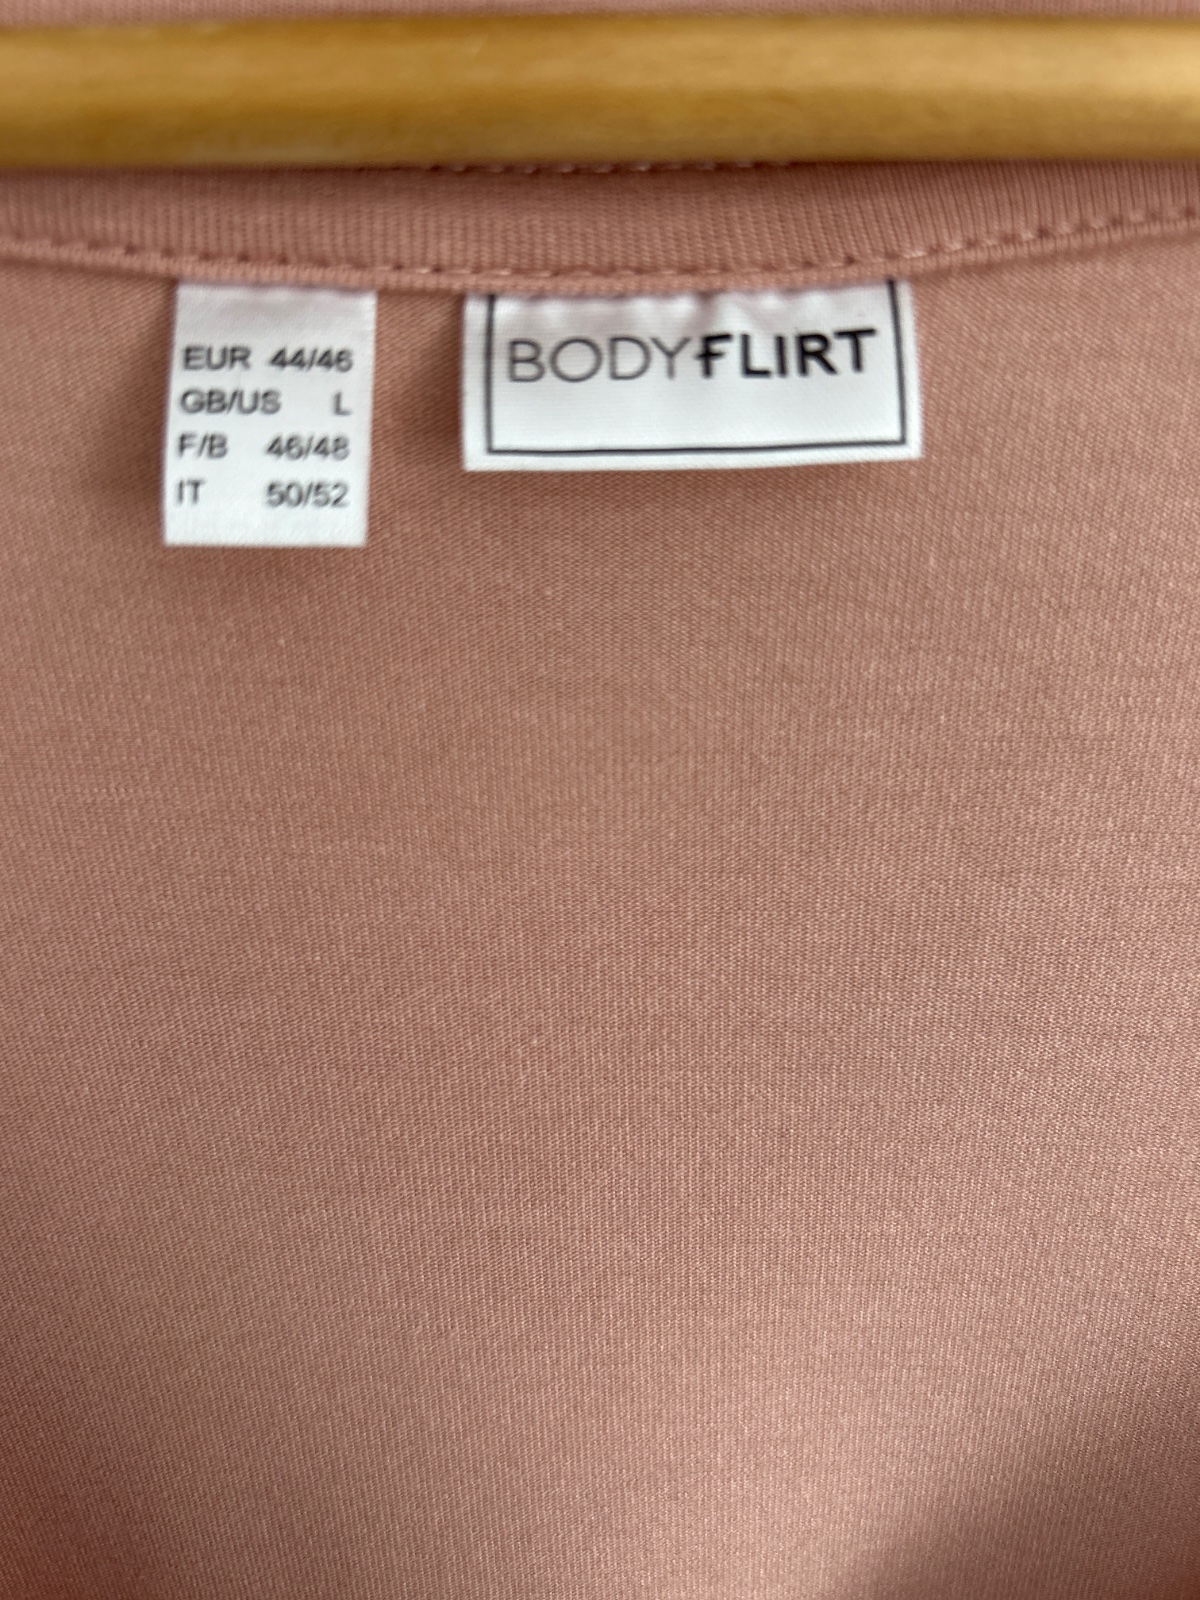 EUR 44/46
GB/US L
F/B 46/48
IT 50/52
BODYFLIRT